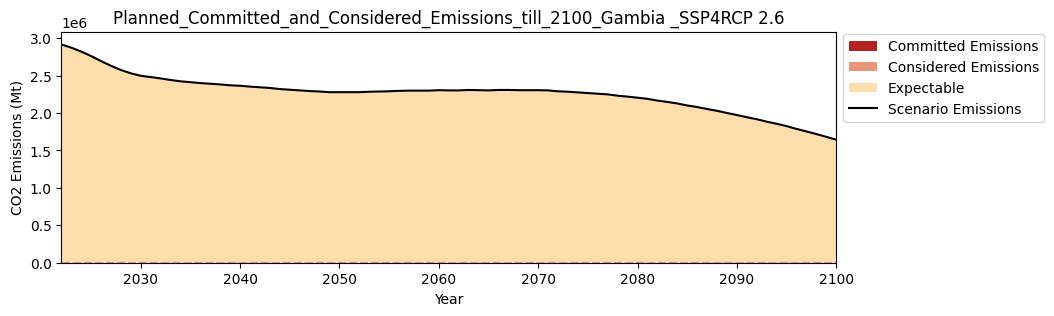 Planned_Committed_and_Considered_Emissions_till_2100_Gambia _SSP4RCP 2.6
1e6
3.0
2.5
2.0
1.5
1.0
0.5
0.0
CO2 Emissions (Mt)
2030 2040 2050 2060 2070 2080 2090 2100
Year
Committed Emissions
Considered Emissions
Expectable
Scenario Emissions